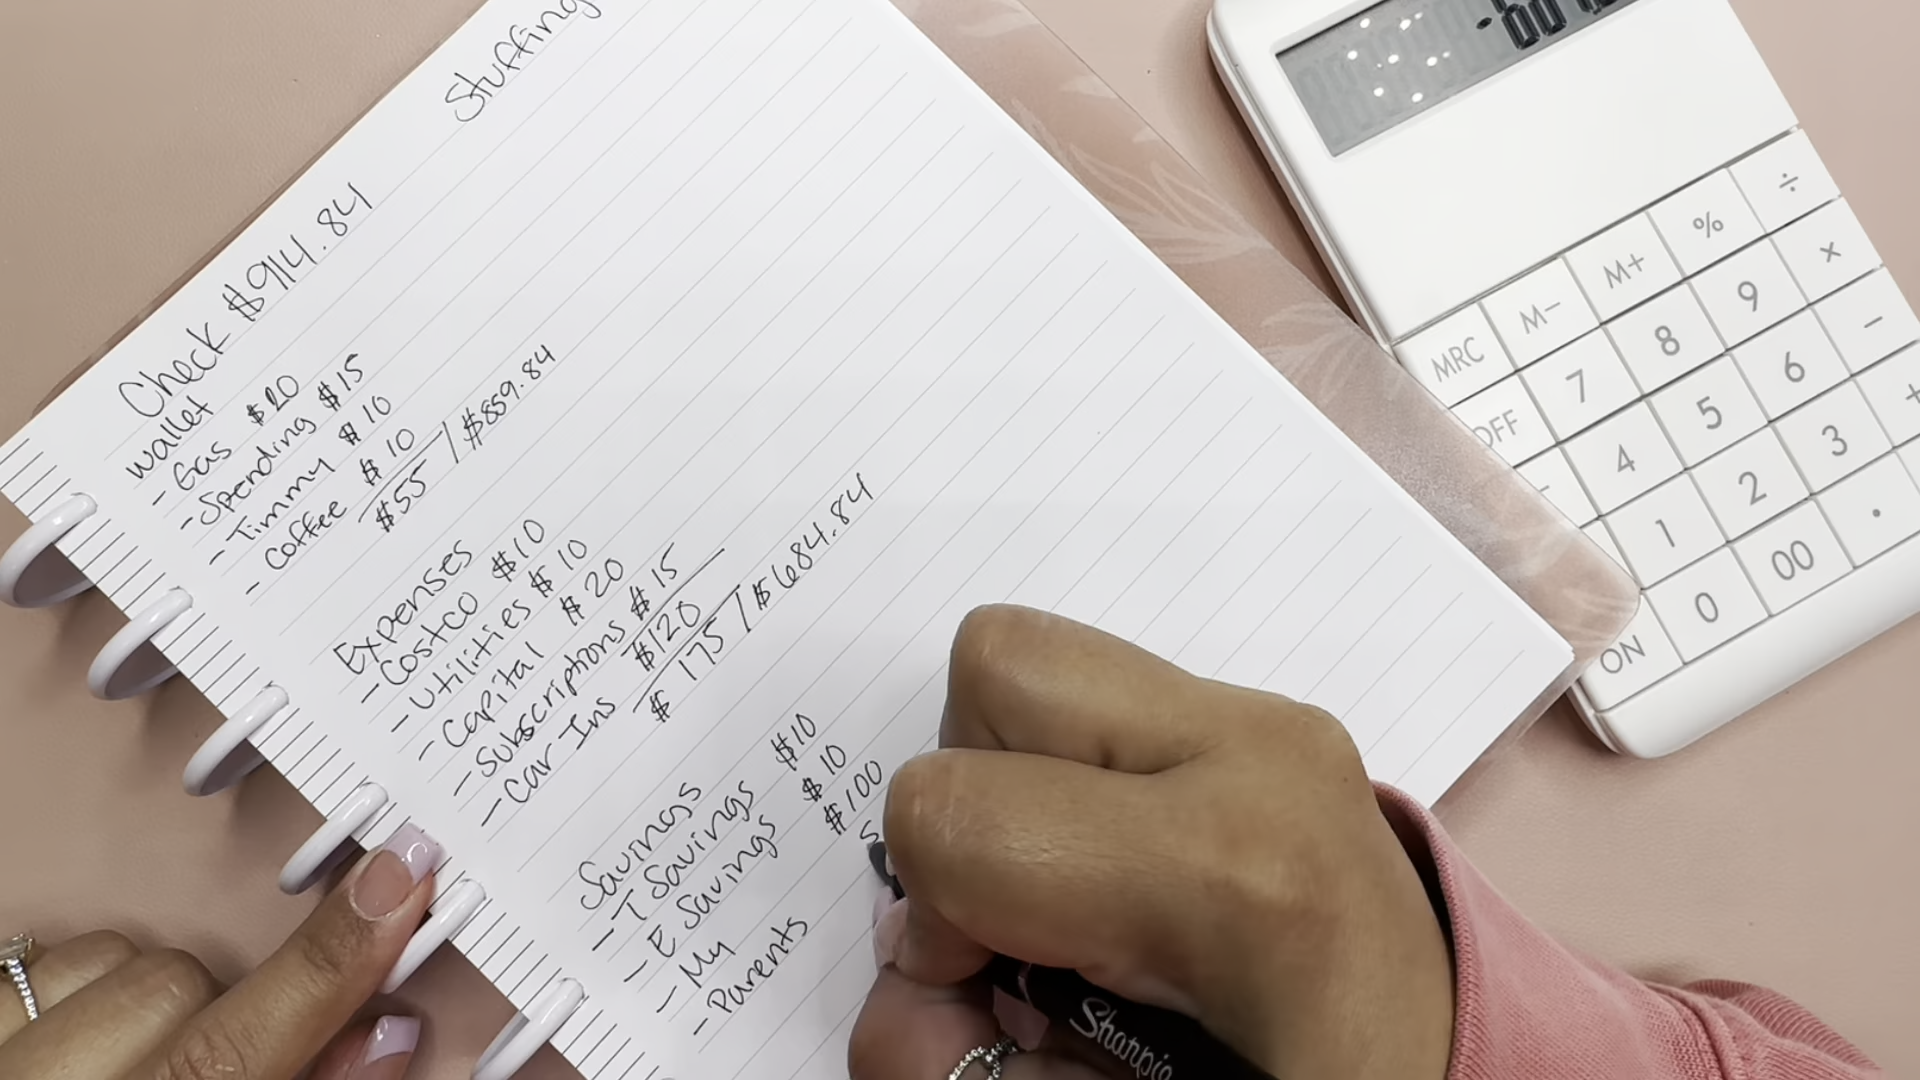 Stuffing
Check $914.84
Wallet
- Gas $20
- Spending $15
- Timmy $10
- Coffee $10
$55 / $859.84
Expenses
- Costco $10
- Utilities $10
- Capital $20
- Subscriptions $15
- Car Ins $120
$175 / $684.84
Savings
- T Savings $10
- E Savings $10
- My $100
- Parents
Sharpie
÷
% ×
M+ 9 −
M− 8 6 +
MRC 7 5 3
OFF 4 2 .
1 00
ON 0